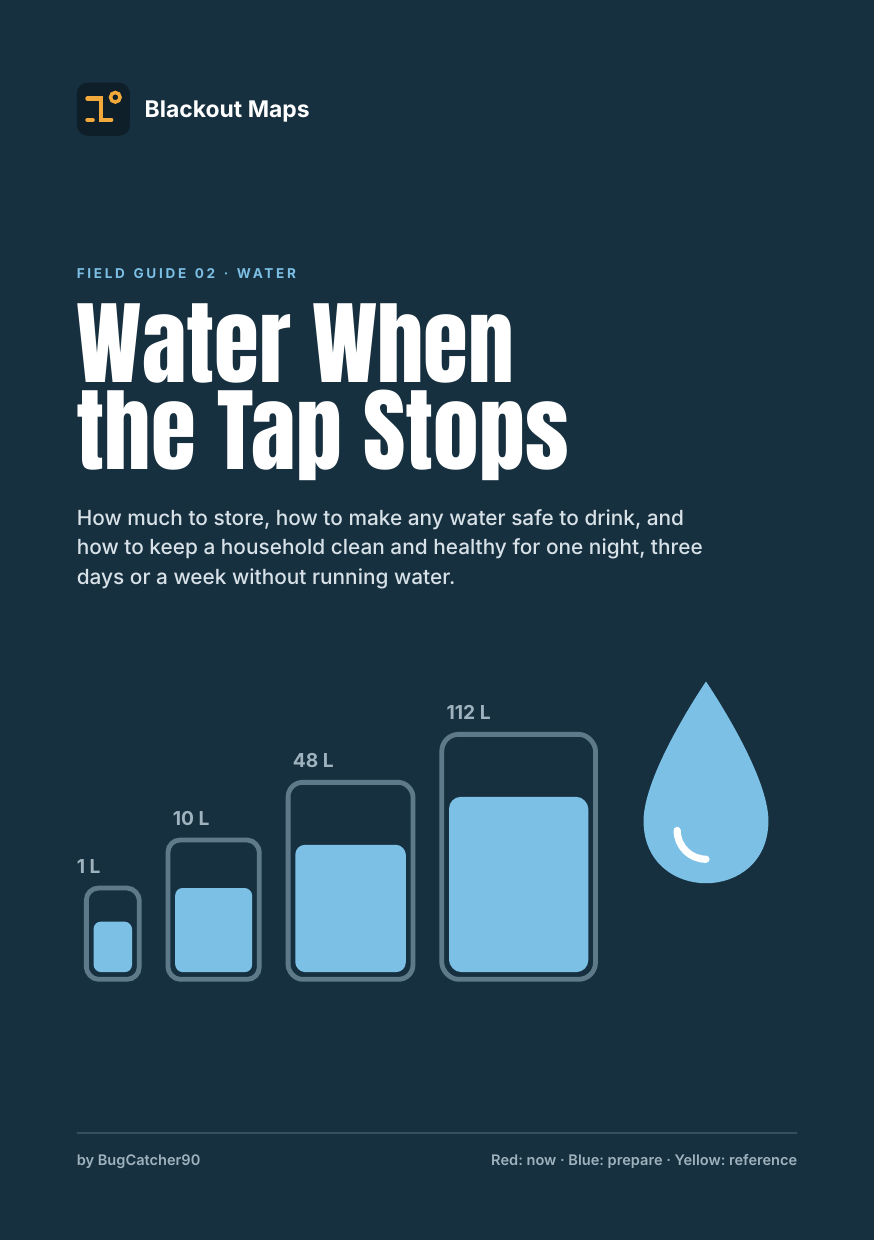 Blackout Maps
FIELD GUIDE 02 · WATER
Water When
the Tap Stops
How much to store, how to make any water safe to drink, and
how to keep a household clean and healthy for one night, three
days or a week without running water.
112 L
48 L
10 L
1 L
by BugCatcher90
Red: now · Blue: prepare · Yellow: reference